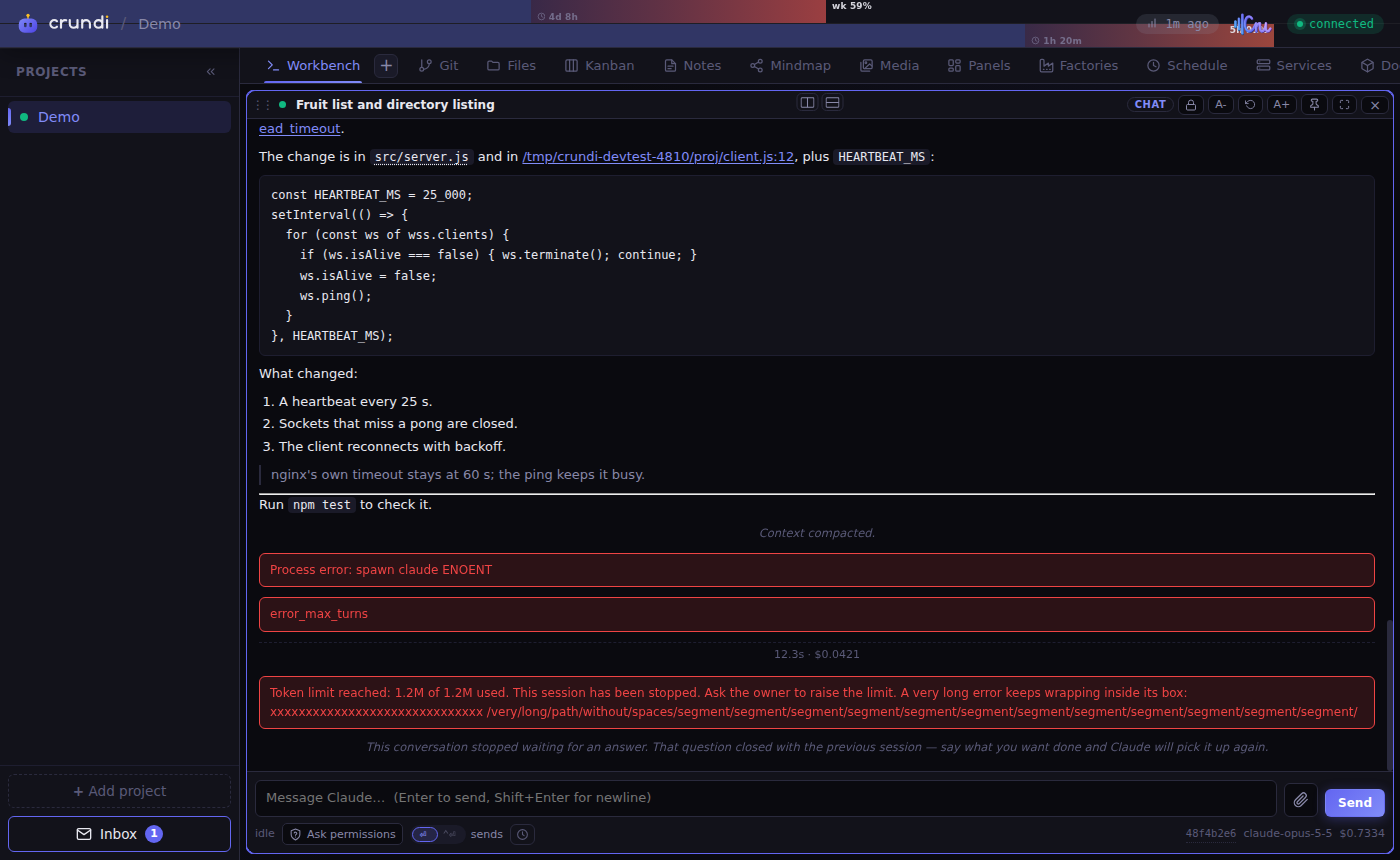 crundi / Demo
4d 8h
wk 59%
1h 20m
1m ago
connected
PROJECTS
«
Demo
+ Add project
Inbox 1
Workbench + Git Files Kanban Notes Mindmap Media Panels Factories Schedule Services Do
Fruit list and directory listing
CHAT A- A+ ×
ead_timeout.
The change is in src/server.js and in /tmp/crundi-devtest-4810/proj/client.js:12, plus HEARTBEAT_MS:
const HEARTBEAT_MS = 25_000;
setInterval(() => {
for (const ws of wss.clients) {
if (ws.isAlive === false) { ws.terminate(); continue; }
ws.isAlive = false;
ws.ping();
}
}, HEARTBEAT_MS);
What changed:
1. A heartbeat every 25 s.
2. Sockets that miss a pong are closed.
3. The client reconnects with backoff.
nginx's own timeout stays at 60 s; the ping keeps it busy.
Run npm test to check it.
Context compacted.
Process error: spawn claude ENOENT
error_max_turns
12.3s · $0.0421
Token limit reached: 1.2M of 1.2M used. This session has been stopped. Ask the owner to raise the limit. A very long error keeps wrapping inside its box:
xxxxxxxxxxxxxxxxxxxxxxxxxxxxxx /very/long/path/without/spaces/segment/segment/segment/segment/segment/segment/segment/segment/segment/segment/segment/segment/
This conversation stopped waiting for an answer. That question closed with the previous session — say what you want done and Claude will pick it up again.
Message Claude… (Enter to send, Shift+Enter for newline)
Send
idle Ask permissions sends
48f4b2e6 claude-opus-5-5 $0.7334